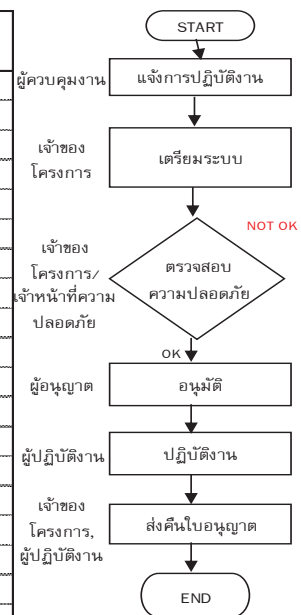 START
ผู้ควบคุมงาน
แจ้งการปฏิบัติงาน
เจ้าของ
โครงการ
เตรียมระบบ
NOT OK
เจ้าของ
โครงการ/
เจ้าหน้าที่ความ
ปลอดภัย
ตรวจสอบ
ความปลอดภัย
OK
ผู้อนุญาต
อนุมัติ
ผู้ปฏิบัติงาน
ปฏิบัติงาน
เจ้าของ
โครงการ,
ผู้ปฏิบัติงาน
ส่งคืนใบอนุญาต
END